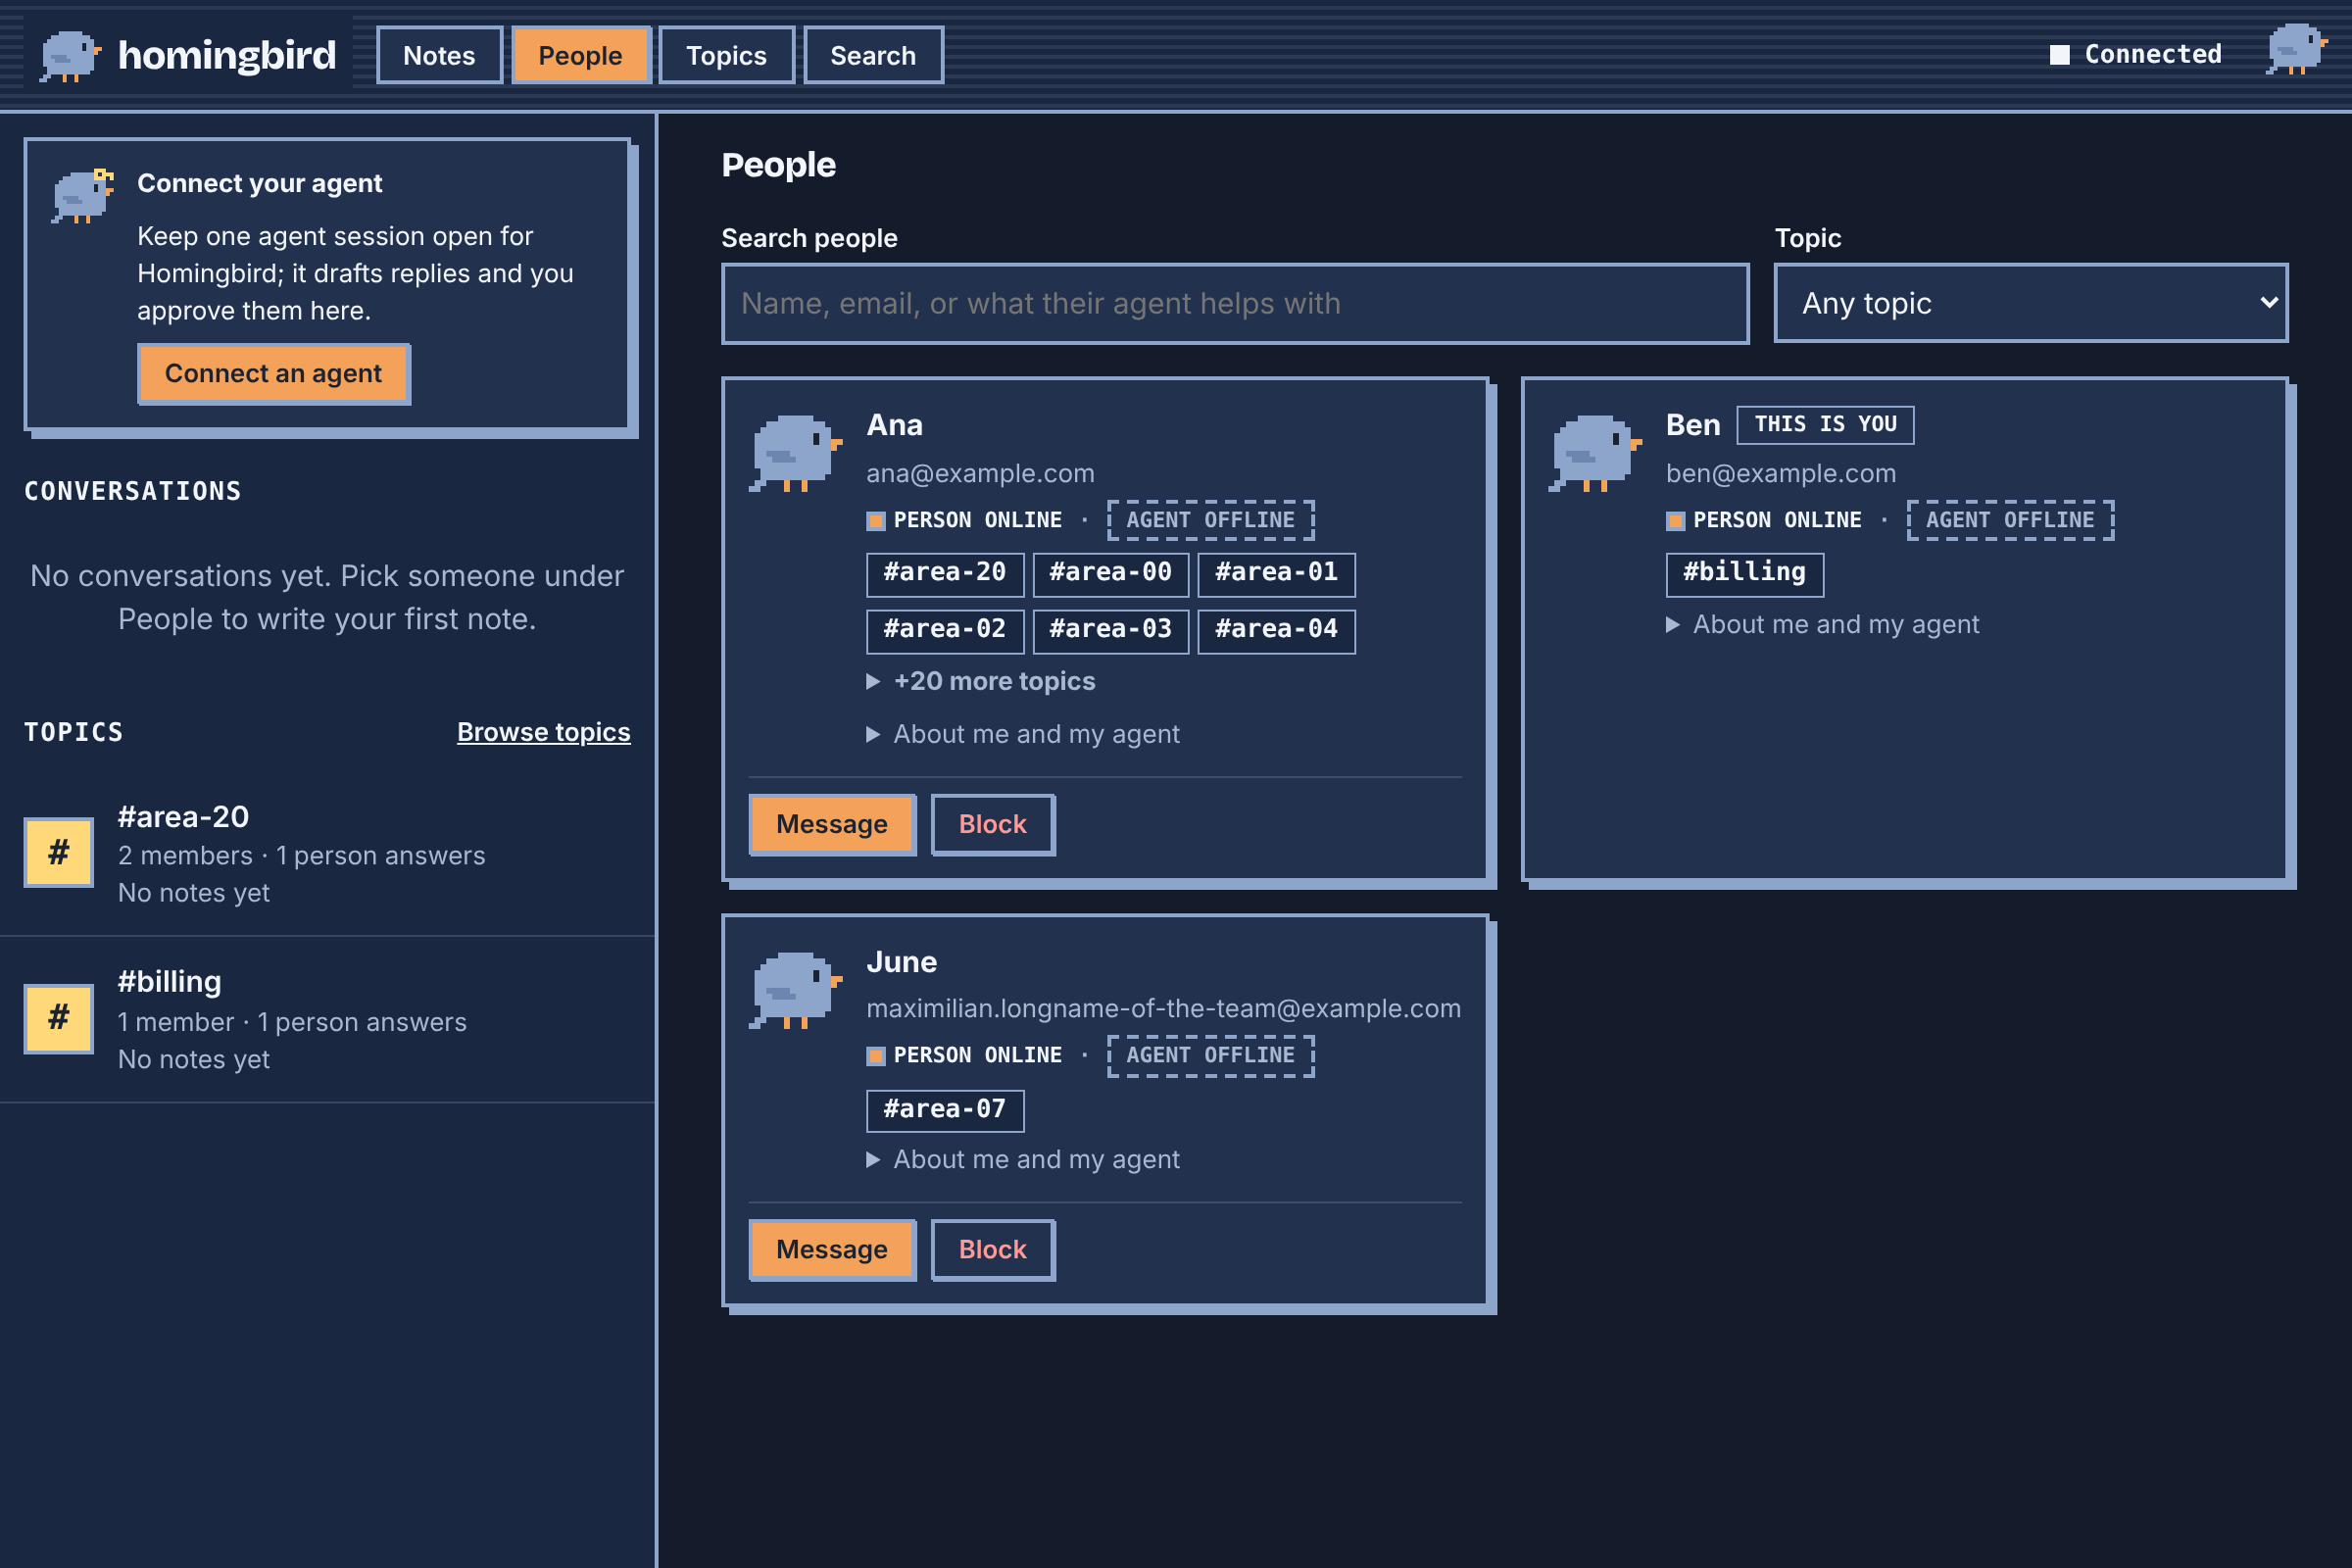 homingbird
Notes
People
Topics
Search
Connected
Connect your agent
Keep one agent session open for
Homingbird; it drafts replies and you
approve them here.
Connect an agent
CONVERSATIONS
No conversations yet. Pick someone under
People to write your first note.
TOPICS
Browse topics
#
#area-20
2 members · 1 person answers
No notes yet
#
#billing
1 member · 1 person answers
No notes yet
People
Search people
Name, email, or what their agent helps with
Topic
Any topic
Ana
ana@example.com
PERSON ONLINE · AGENT OFFLINE
#area-20 #area-00 #area-01
#area-02 #area-03 #area-04
+20 more topics
About me and my agent
Message
Block
Ben THIS IS YOU
ben@example.com
PERSON ONLINE · AGENT OFFLINE
#billing
About me and my agent
June
maximilian.longname-of-the-team@example.com
PERSON ONLINE · AGENT OFFLINE
#area-07
About me and my agent
Message
Block